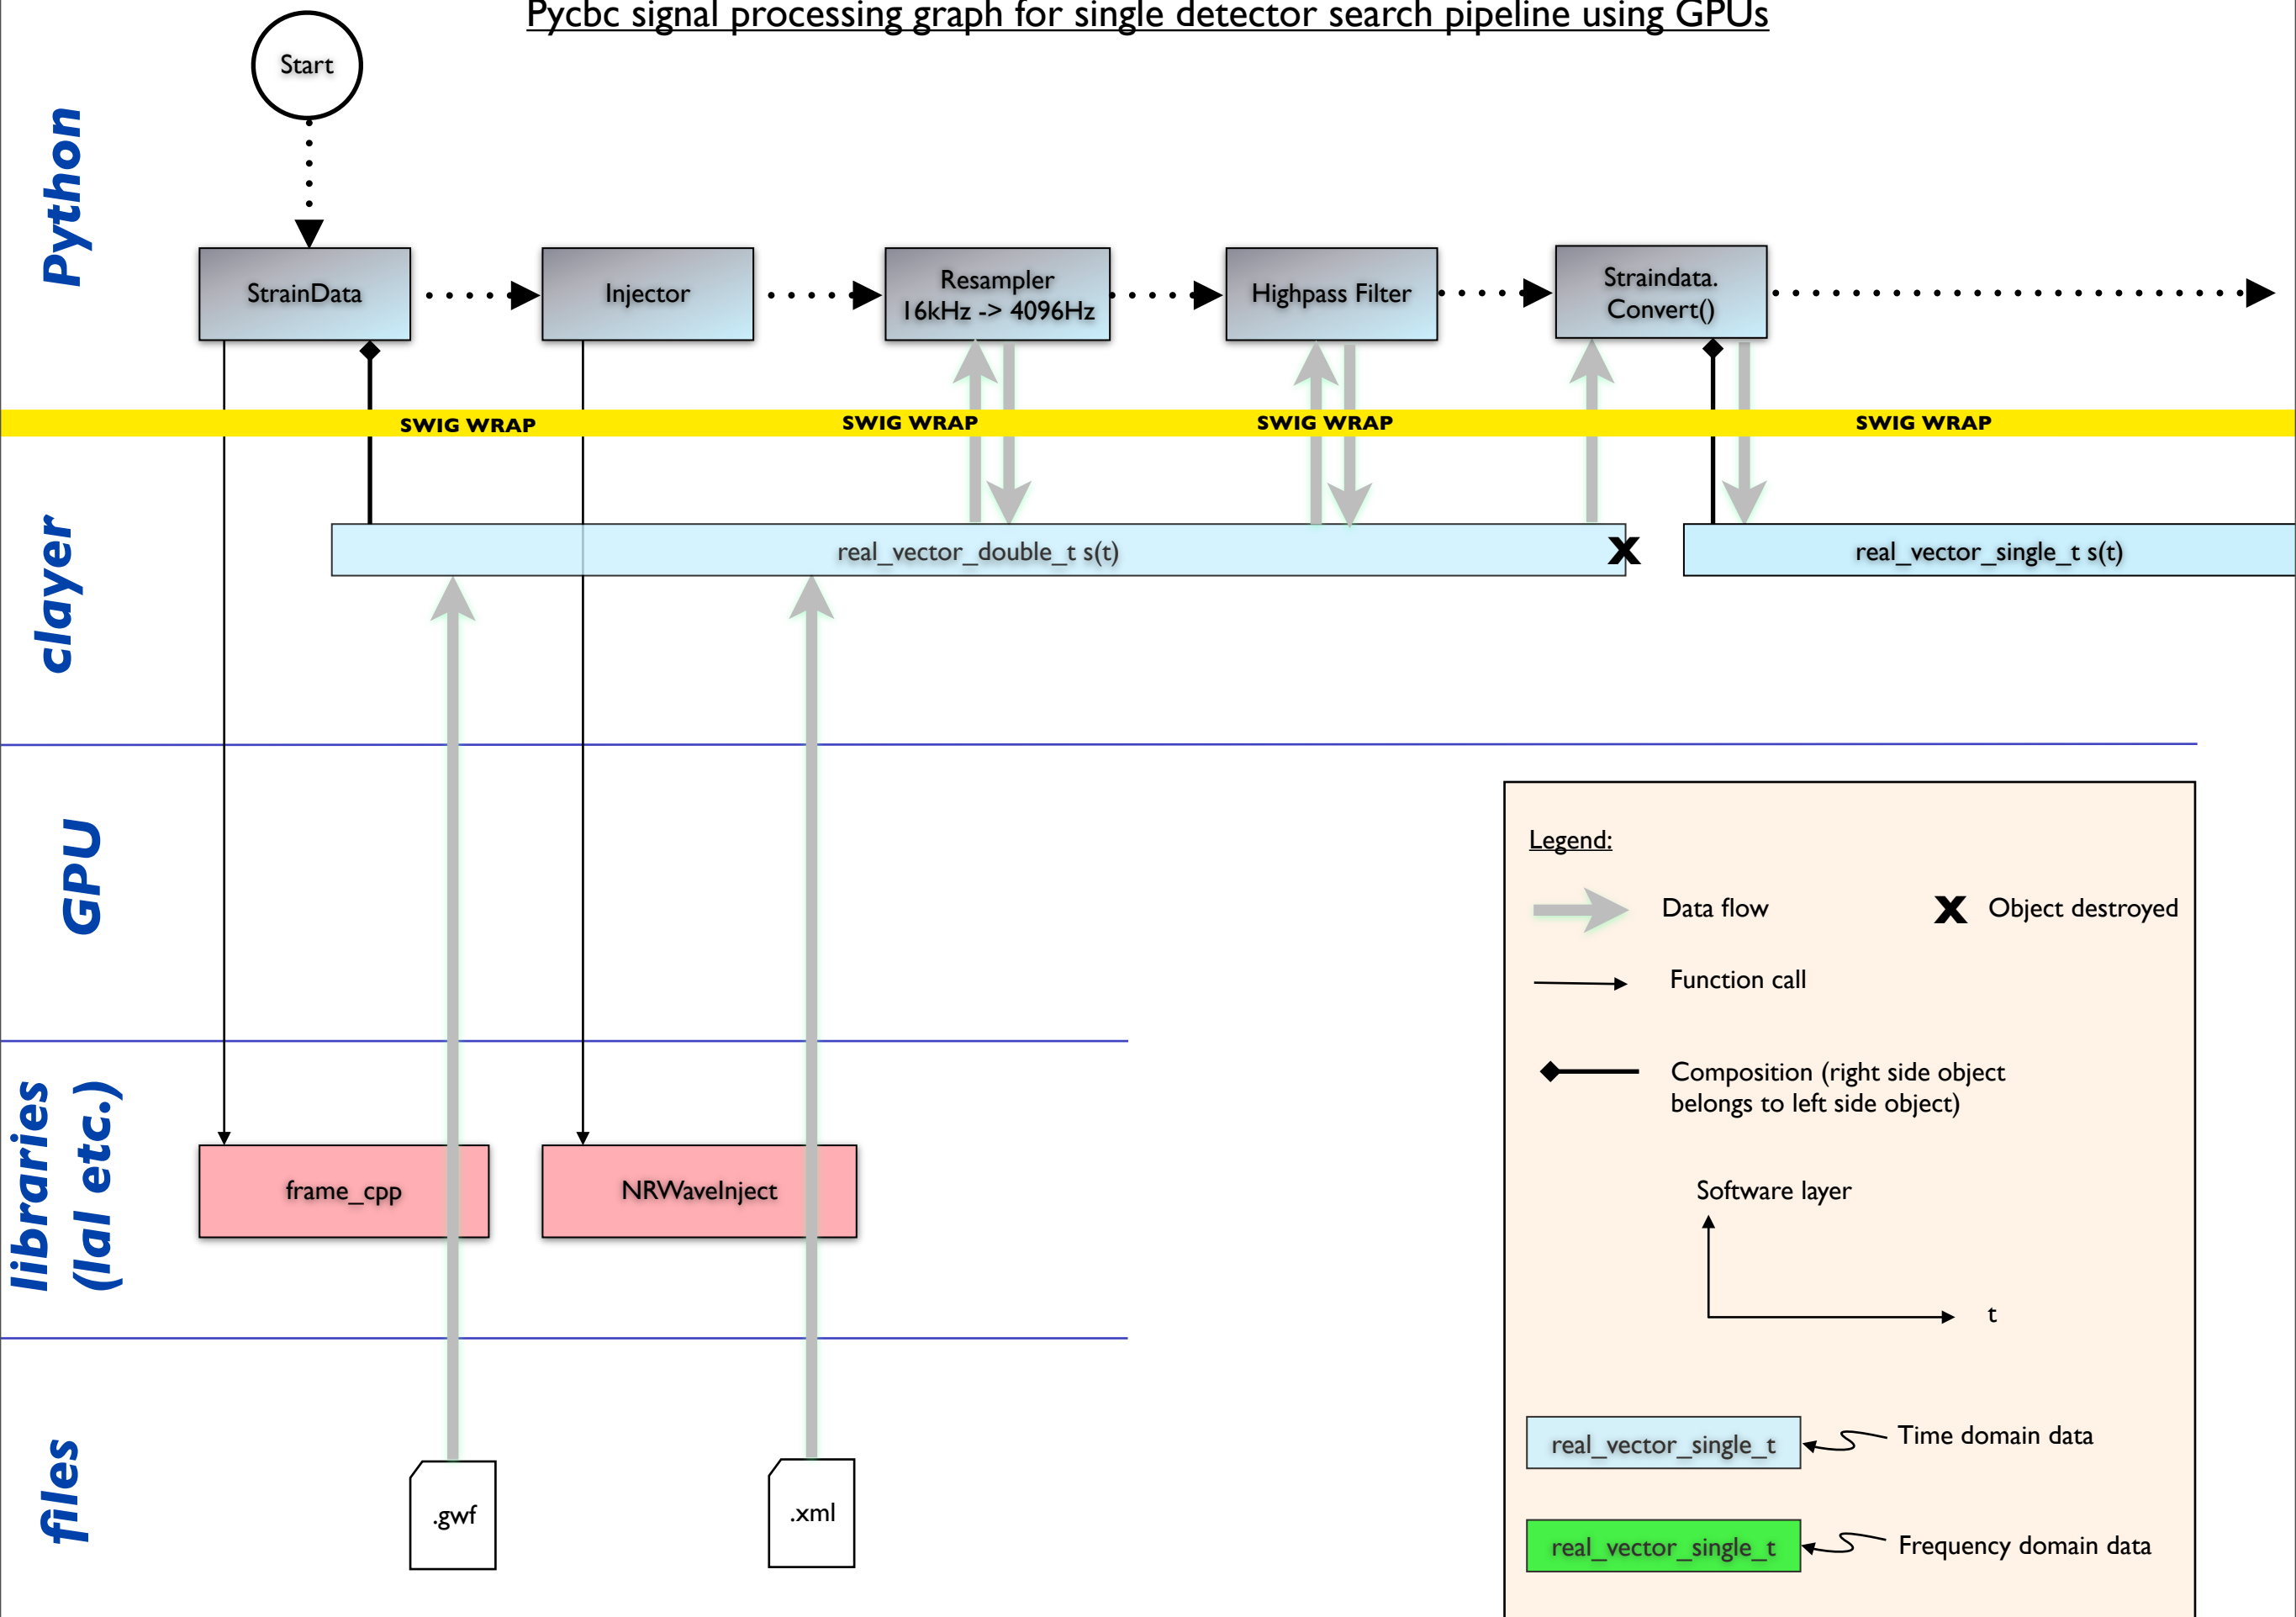 Pycbc signal processing graph for single detector search pipeline using GPUs
Start
Python
StrainData
Injector
Resampler
16kHz -> 4096Hz
Highpass Filter
Straindata.
Convert()
SWIG WRAP
SWIG WRAP
SWIG WRAP
SWIG WRAP
clayer
real_vector_double_t s(t)
X
real_vector_single_t s(t)
GPU
libraries
(lal etc.)
frame_cpp
NRWaveInject
files
.gwf
.xml
Legend:
Data flow
X Object destroyed
Function call
Composition (right side object
belongs to left side object)
Software layer
t
real_vector_single_t
Time domain data
real_vector_single_t
Frequency domain data